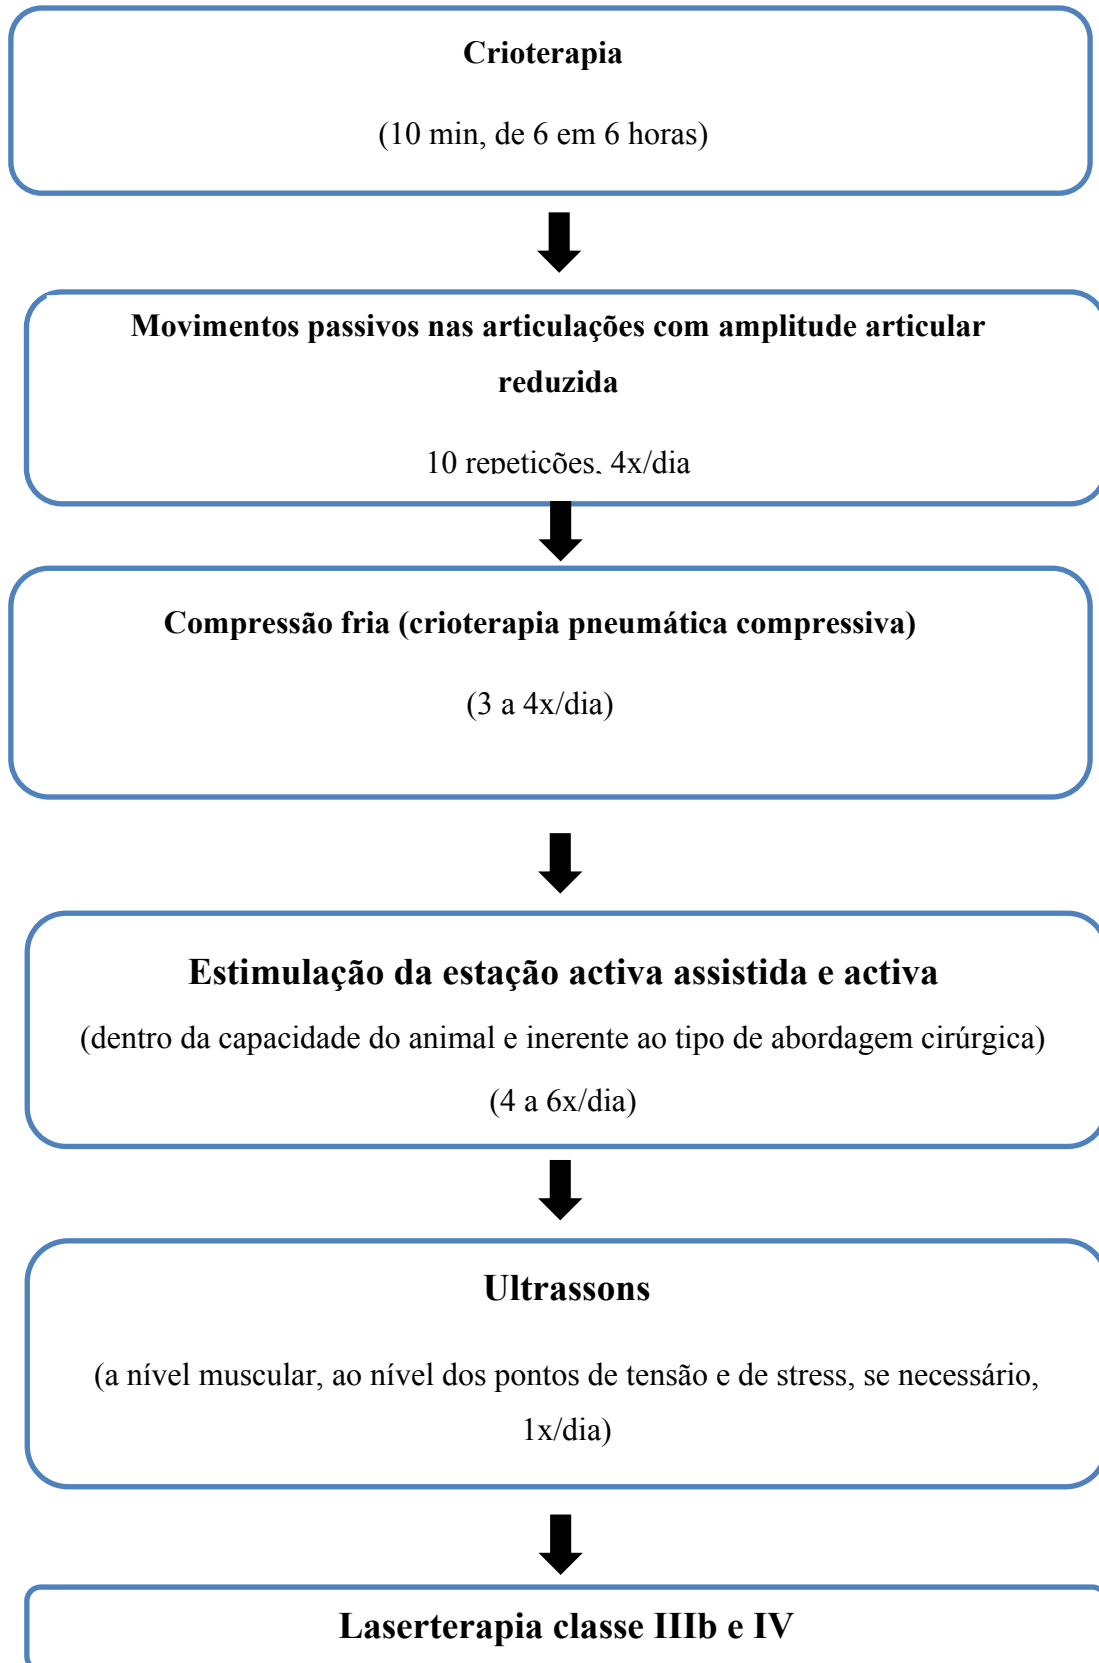 Crioterapia
(10 min, de 6 em 6 horas)
Movimentos passivos nas articulações com amplitude articular
reduzida
10 repetições, 4x/dia
Compressão fria (crioterapia pneumática compressiva)
(3 a 4x/dia)
Estimulação da estação activa assistida e activa
(dentro da capacidade do animal e inerente ao tipo de abordagem cirúrgica)
(4 a 6x/dia)
Ultrassons
(a nível muscular, ao nível dos pontos de tensão e de stress, se necessário,
1x/dia)
Laserterapia classe IIIb e IV